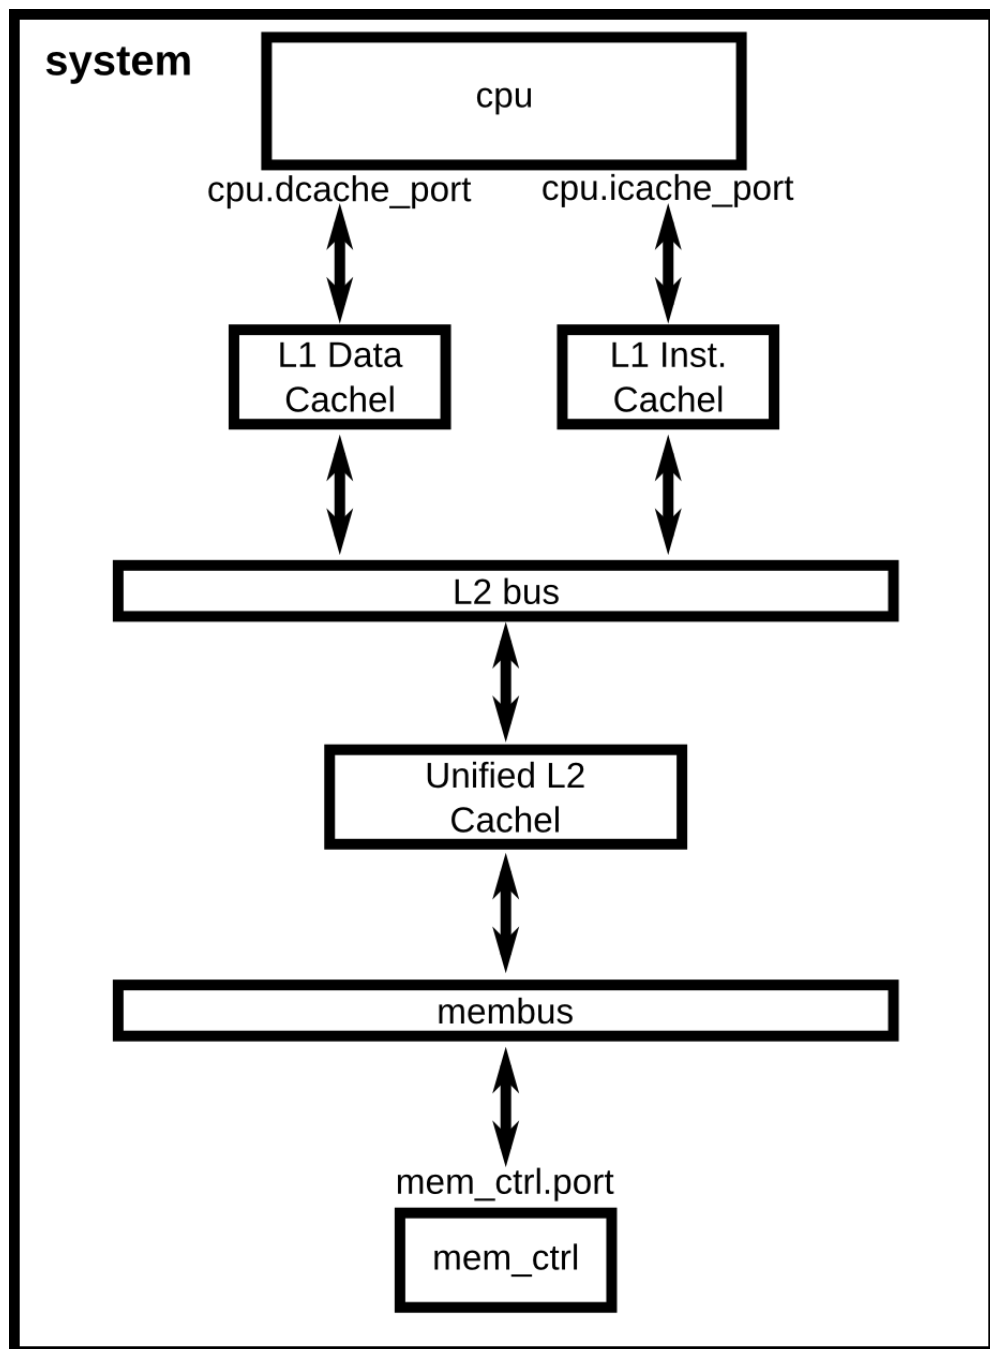 system
cpu
cpu.dcache_port
cpu.icache_port
L1 Data
Cachel
L1 Inst.
Cachel
L2 bus
Unified L2
Cachel
membus
mem_ctrl.port
mem_ctrl